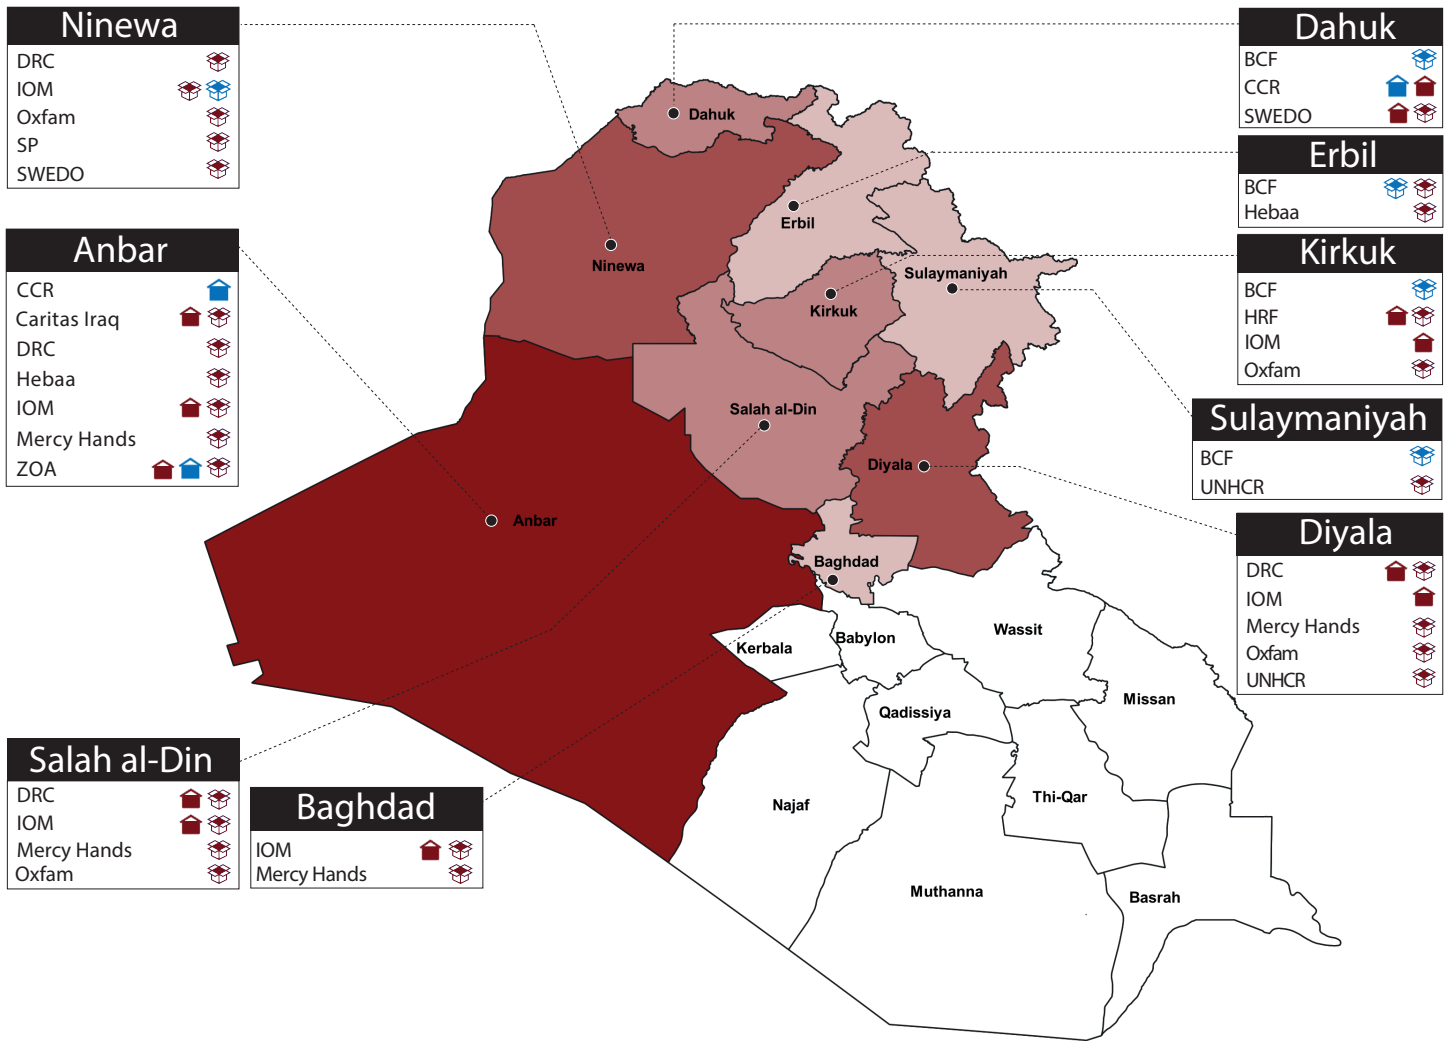 Ninewa
DRC
IOM
Oxfam
SP
SWEDO
Anbar
CCR
Caritas Iraq
DRC
Hebaa
IOM
Mercy Hands
ZOA
Salah al-Din
DRC
IOM
Mercy Hands
Oxfam
Baghdad
IOM
Mercy Hands
Dahuk
BCF
CCR
SWEDO
Erbil
BCF
Hebaa
Kirkuk
BCF
HRF
IOM
Oxfam
Sulaymaniyah
BCF
UNHCR
Diyala
DRC
IOM
Mercy Hands
Oxfam
UNHCR
Dahuk
Erbil
Ninewa
Sulaymaniyah
Kirkuk
Salah al-Din
Diyala
Anbar
Baghdad
Kerbala
Babylon
Wassit
Qadissiya
Missan
Najaf
Thi-Qar
Muthanna
Basrah